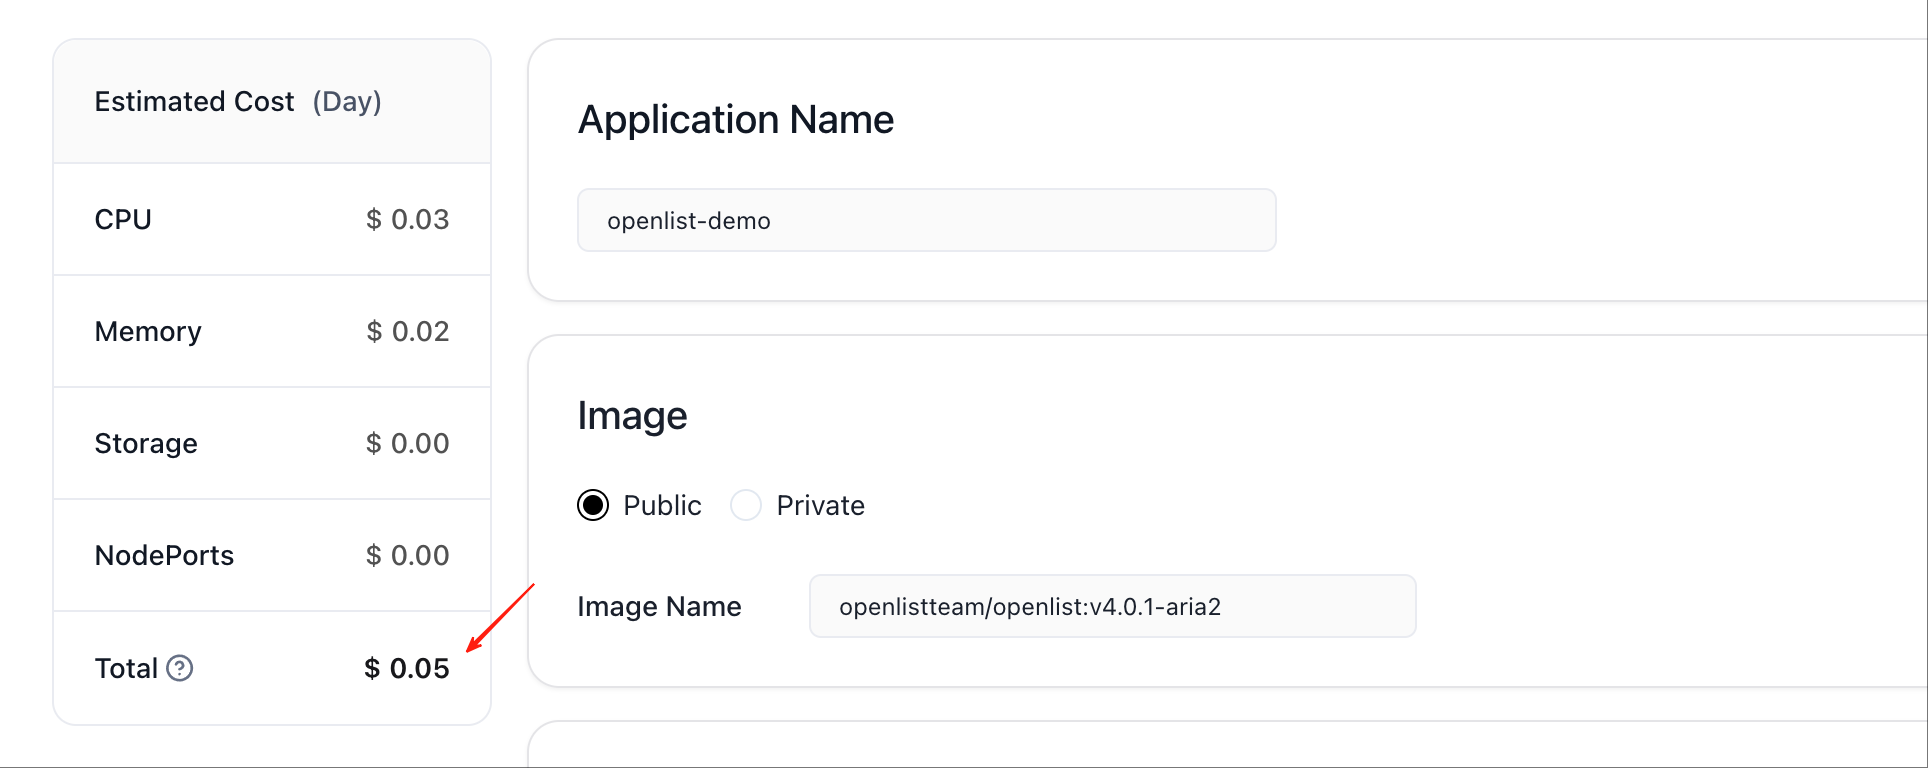 Estimated Cost (Day)
CPU $ 0.03
Memory $ 0.02
Storage $ 0.00
NodePorts $ 0.00
Total $ 0.05
Application Name
openlist-demo
Image
Public Private
Image Name openlistteam/openlist:v4.0.1-aria2